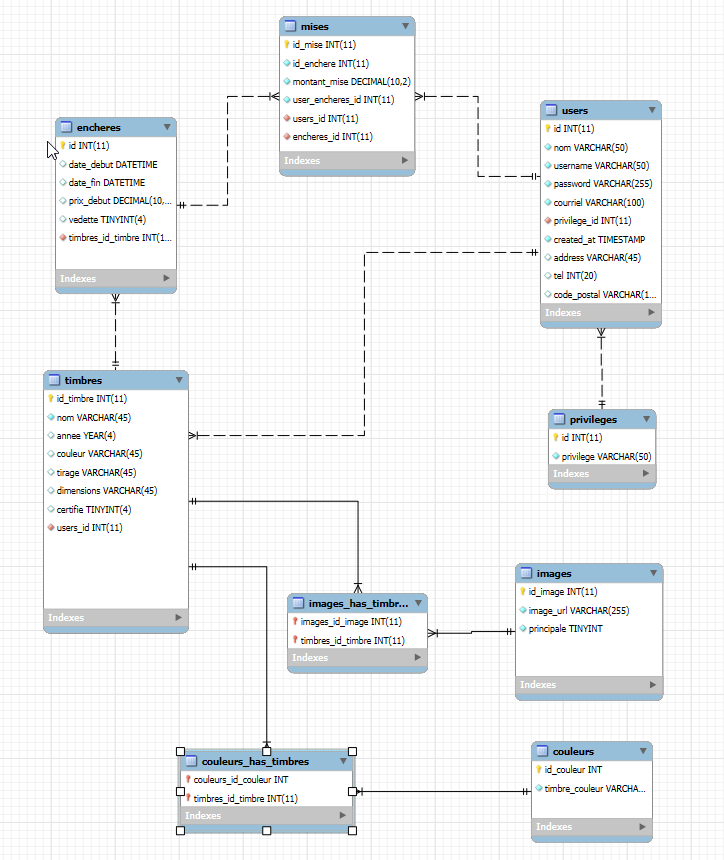 mises
id_mise INT(11)
id_enchere INT(11)
montant_mise DECIMAL(10,2)
user_encheres_id INT(11)
users_id INT(11)
encheres_id INT(11)
Indexes
encheres
id INT(11)
date_debut DATETIME
date_fin DATETIME
prix_debut DECIMAL(10,...
vedette TINYINT(4)
timbres_id_timbre INT(1...
Indexes
users
id INT(11)
nom VARCHAR(50)
username VARCHAR(50)
password VARCHAR(255)
courriel VARCHAR(100)
privilege_id INT(11)
created_at TIMESTAMP
address VARCHAR(45)
tel INT(20)
code_postal VARCHAR(1...
Indexes
timbres
id_timbre INT(11)
nom VARCHAR(45)
annee YEAR(4)
couleur VARCHAR(45)
tirage VARCHAR(45)
dimensions VARCHAR(45)
certifie TINYINT(4)
users_id INT(11)
Indexes
privileges
id INT(11)
privilege VARCHAR(50)
Indexes
images_has_timbr...
images_id_image INT(11)
timbres_id_timbre INT(11)
Indexes
images
id_image INT(11)
image_url VARCHAR(255)
principale TINYINT
Indexes
couleurs_has_timbres
couleurs_id_couleur INT
timbres_id_timbre INT(11)
Indexes
couleurs
id_couleur INT
timbre_couleur VARCHA...
Indexes